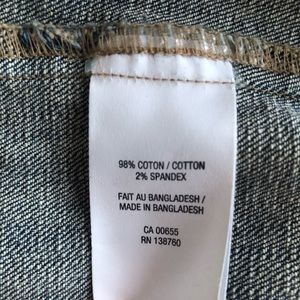 98% COTON / COTTON
2% SPANDEX
FAIT AU BANGLADESH /
MADE IN BANGLADESH
CA 00655
RN 138760